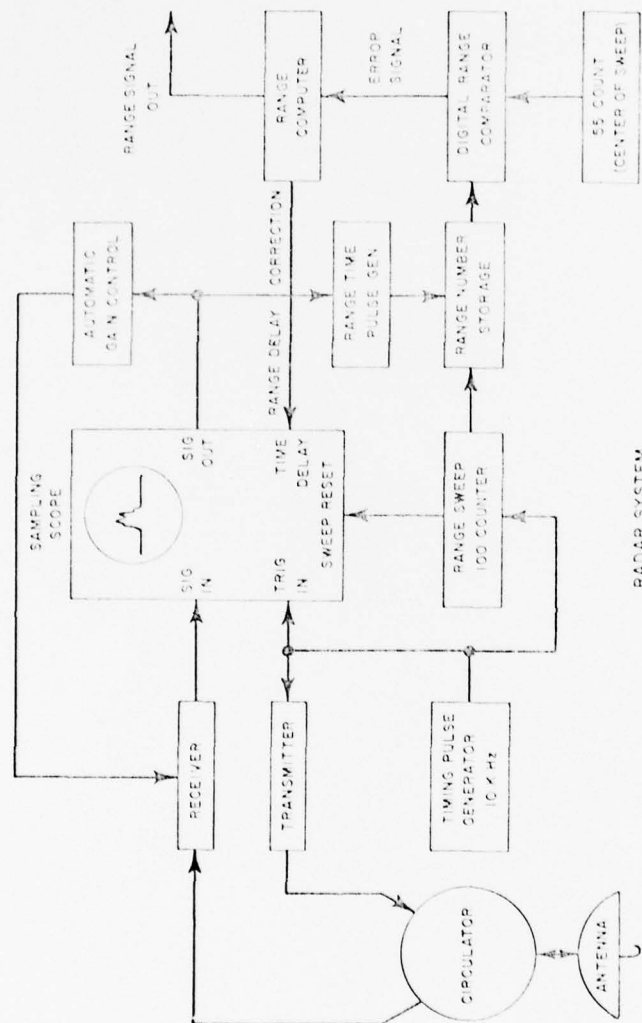 RANGE SIGNAL
OUT
AUTOMATIC
GAIN CONTROL
RANGE
COMPUTER
ERROR
SIGNAL
SAMPLING
SCOPE
RANGE DELAY CORRECTION
SIG
IN
SIG
OUT
TRIG
IN
TIME
DELAY
SWEEP RESET
RANGE TIME
PULSE GEN
DIGITAL RANGE
COMPARATOR
RECEIVER
TRANSMITTER
RANGE SWEEP
100 COUNTER
RANGE NUMBER
STORAGE
55 COUNT
(CENTER OF SWEEP)
TIMING PULSE
GENERATOR
10 KHz
CIRCULATOR
ANTENNA
RADAR SYSTEM